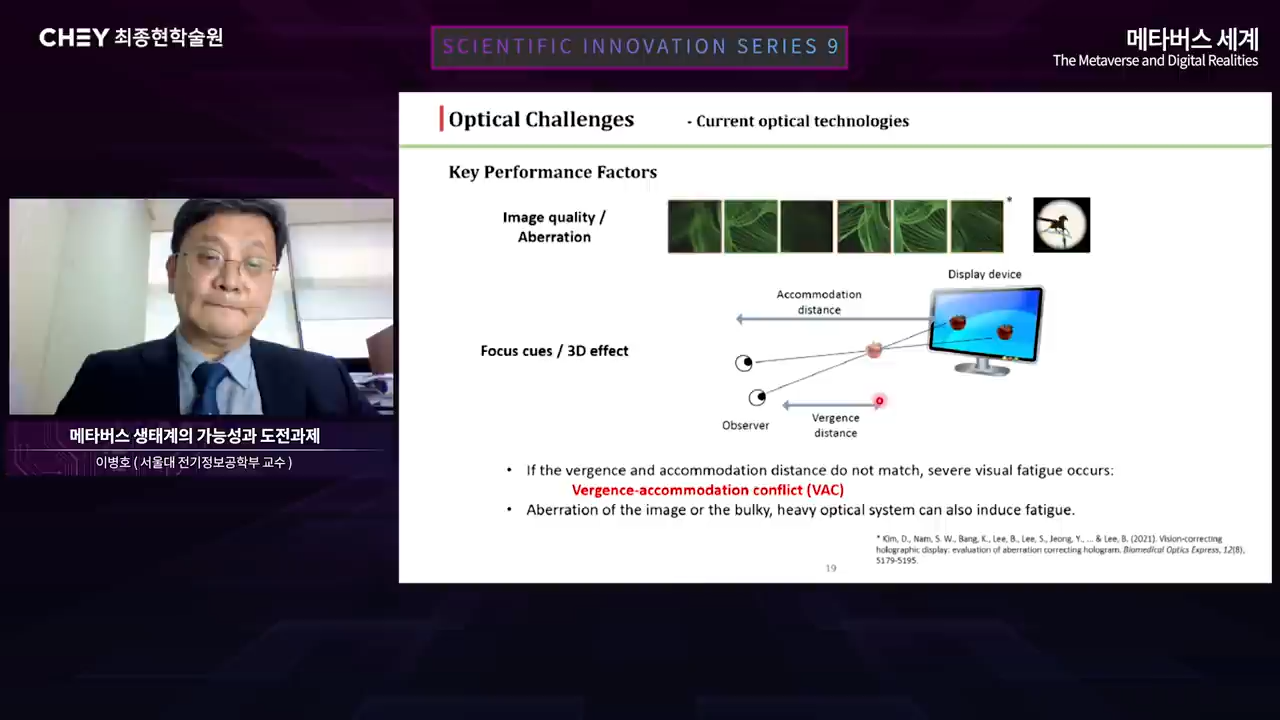 CHEY 최종현학술원
SCIENTIFIC INNOVATION SERIES 9
메타버스 세계
The Metaverse and Digital Realities
Optical Challenges - Current optical technologies
Key Performance Factors
Image quality /
Aberration
*
Display device
Accommodation
distance
Focus cues / 3D effect
Observer
Vergence
distance
• If the vergence and accommodation distance do not match, severe visual fatigue occurs:
Vergence-accommodation conflict (VAC)
• Aberration of the image or the bulky, heavy optical system can also induce fatigue.
* Kim, D., Nam, S. W., Bang, K., Lee, B., Lee, S., Jeong, Y., ... & Lee, B. (2021). Vision-correcting
holographic display: evaluation of aberration correcting hologram. Biomedical Optics Express, 12(8),
5179-5195.
19
메타버스 생태계의 가능성과 도전과제
이병호 ( 서울대 전기정보공학부 교수 )